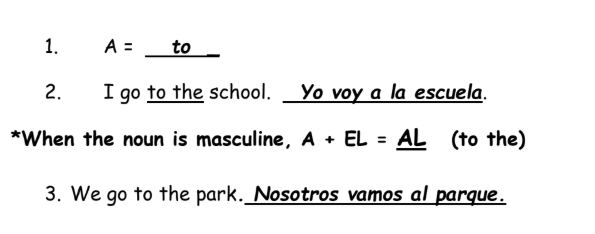 1. A = __to__
2. I go to the school. Yo voy a la escuela.
*When the noun is masculine, A + EL = AL (to the)
3. We go to the park. Nosotros vamos al parque.